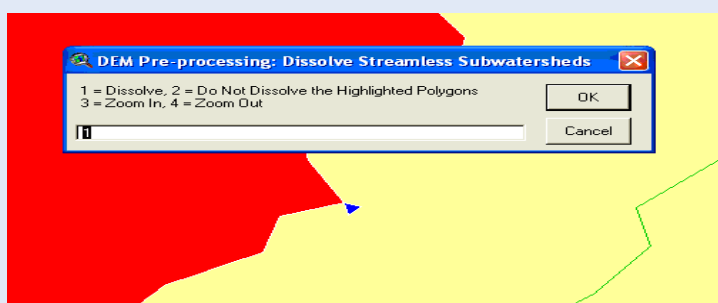 DEM Pre-processing: Dissolve Streamless Subwatersheds
1 = Dissolve, 2 = Do Not Dissolve the Highlighted Polygons
3 = Zoom In, 4 = Zoom Out
OK
1
Cancel